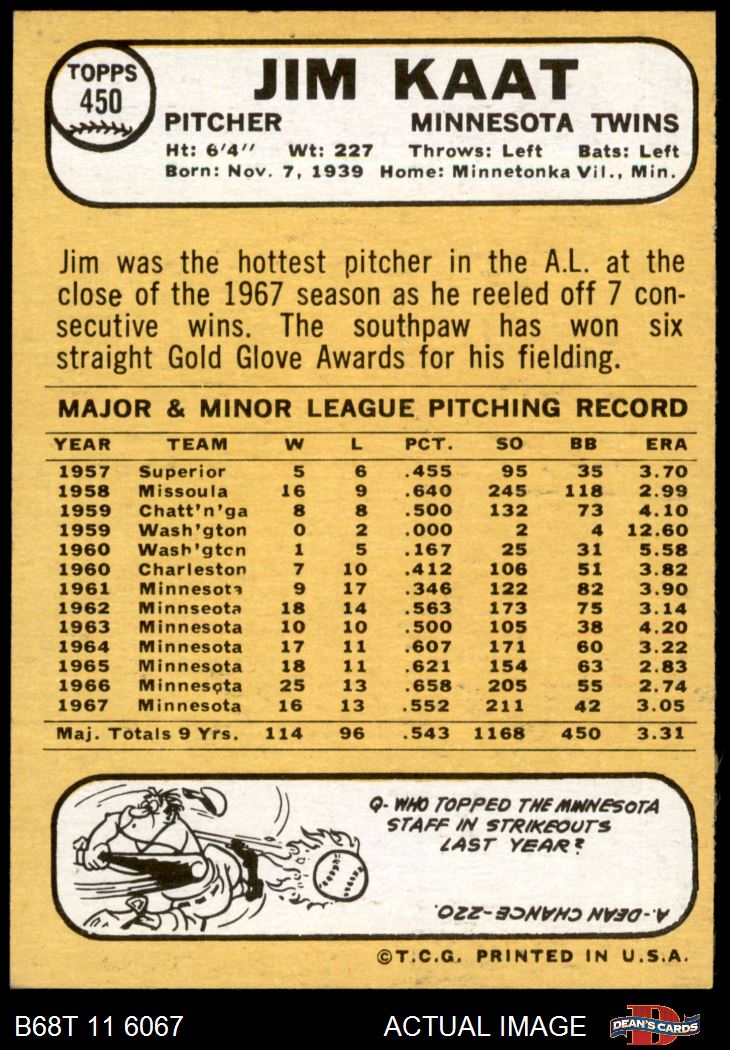 TOPPS
450
JIM KAAT
PITCHER MINNESOTA TWINS
Ht: 6'4" Wt: 227 Throws: Left Bats: Left
Born: Nov. 7, 1939 Home: Minnetonka Vil., Min.
Jim was the hottest pitcher in the A.L. at the
close of the 1967 season as he reeled off 7 con-
secutive wins. The southpaw has won six
straight Gold Glove Awards for his fielding.
MAJOR & MINOR LEAGUE PITCHING RECORD
YEAR TEAM W L PCT. SO BB ERA
1957 Superior 5 6 .455 95 35 3.70
1958 Missoula 16 9 .640 245 118 2.99
1959 Chatt'n'ga 8 8 .500 132 73 4.10
1959 Wash'gton 0 2 .000 2 4 12.60
1960 Wash'gton 1 5 .167 25 31 5.58
1960 Charleston 7 10 .412 106 51 3.82
1961 Minnesota 9 17 .346 122 82 3.90
1962 Minnseota 18 14 .563 173 75 3.14
1963 Minnesota 10 10 .500 105 38 4.20
1964 Minnesota 17 11 .607 171 60 3.22
1965 Minnesota 18 11 .621 154 63 2.83
1966 Minnesota 25 13 .658 205 55 2.74
1967 Minnesota 16 13 .552 211 42 3.05
Maj. Totals 9 Yrs. 114 96 .543 1168 450 3.31
Q- WHO TOPPED THE MINNESOTA
STAFF IN STRIKEOUTS
LAST YEAR?
A- DEAN CHANCE-220.
©T.C.G. PRINTED IN U.S.A.
B68T 11 6067 ACTUAL IMAGE D DEAN'S CARDS